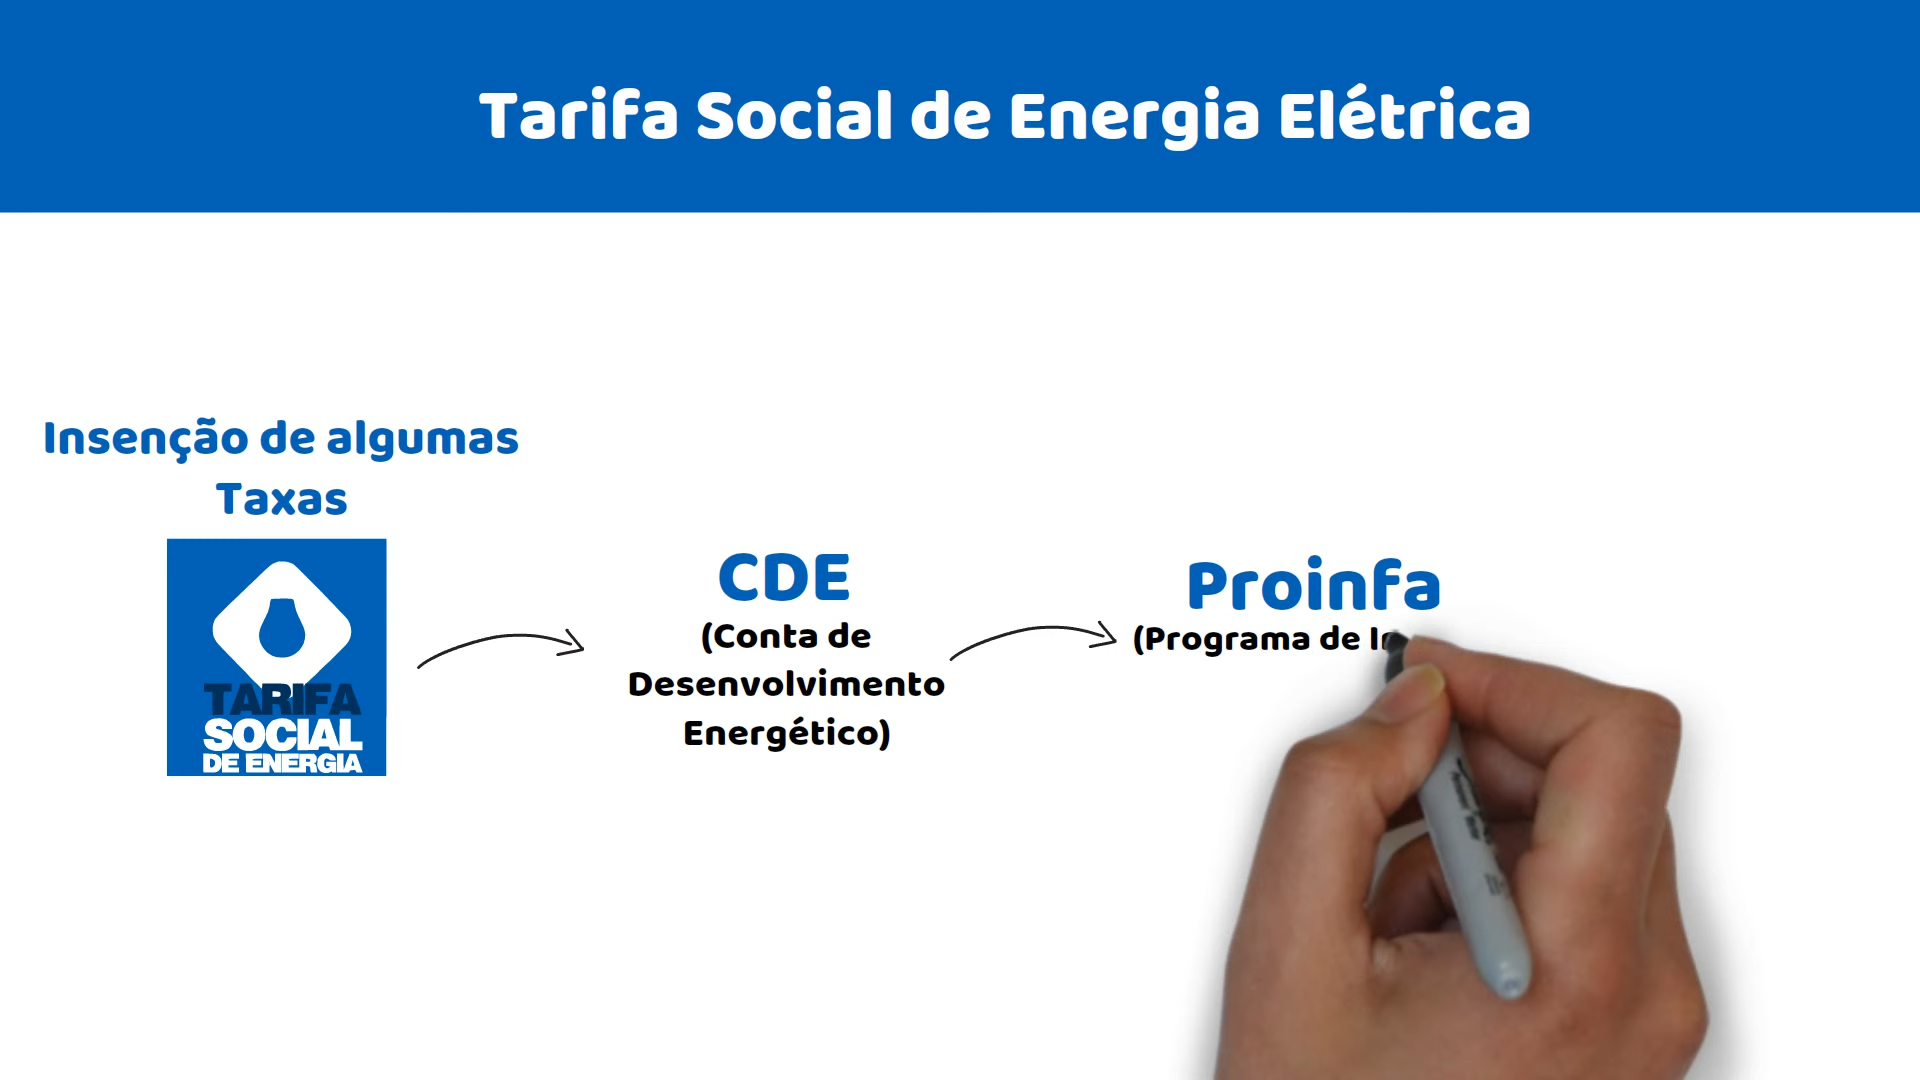 Tarifa Social de Energia Elétrica
Insenção de algumas
Taxas
TARIFA
SOCIAL
DE ENERGIA
CDE
(Conta de
Desenvolvimento
Energético)
Proinfa
(Programa de In